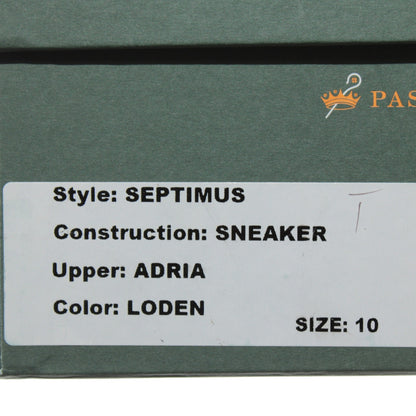 PAS
Style: SEPTIMUS
Construction: SNEAKER
Upper: ADRIA
Color: LODEN
SIZE: 10